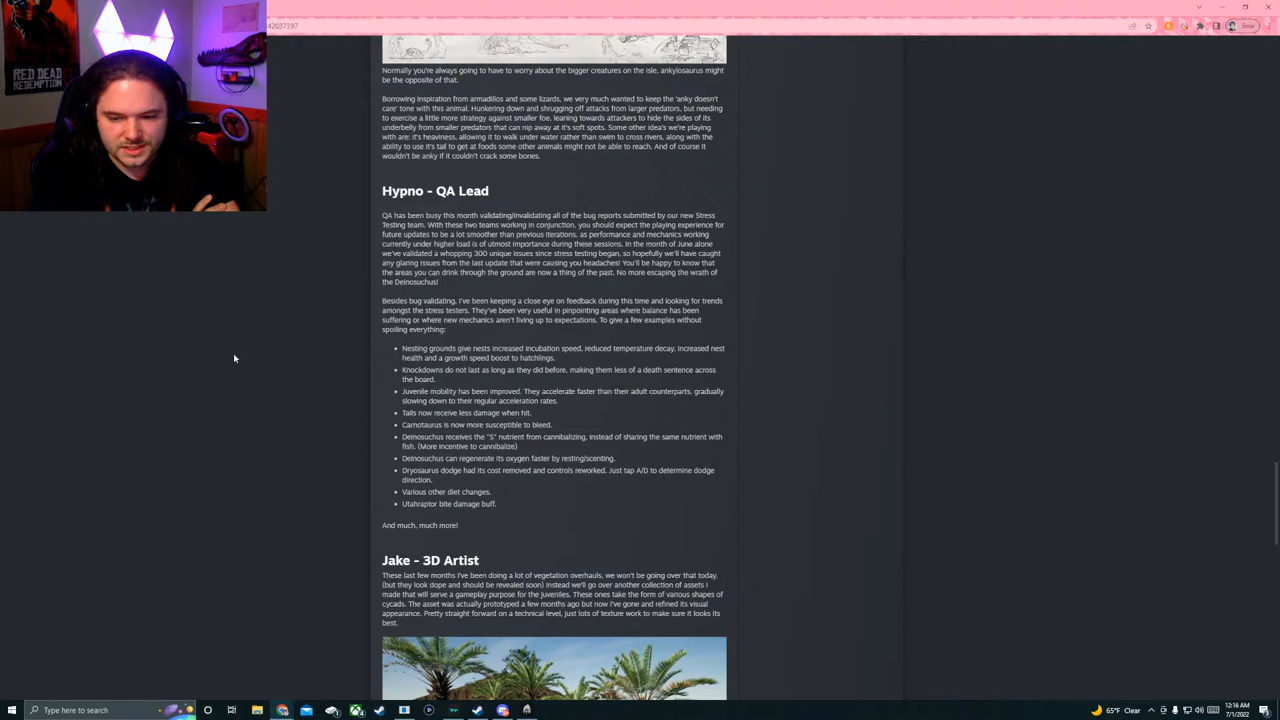 42037397
Error
RED DEAD
REDEMPTION
Normally you're always going to have to worry about the bigger creatures on the isle, ankylosaurus might
be the opposite of that.
Borrowing inspiration from armadillos and some lizards, we very much wanted to keep the 'anky doesn't
care' tone with this animal. Hunkering down and shrugging off attacks from larger predators, but needing
to exercise a little more strategy against smaller foe, leaning towards attackers to hide the sides of its
underbelly from smaller predators that can nip away at it's soft spots. Some other idea's we're playing
with are: it's heaviness, allowing it to walk under water rather than swim to cross rivers, along with the
ability to use it's tail to get at foods some other animals might not be able to reach. And of course it
wouldn't be anky if it couldn't crack some bones.
Hypno - QA Lead
QA has been busy this month validating/invalidating all of the bug reports submitted by our new Stress
Testing team. With these two teams working in conjunction, you should expect the playing experience for
future updates to be a lot smoother than previous iterations, as performance and mechanics working
currently under higher load is of utmost importance during these sessions. In the month of June alone
we've validated a whopping 300 unique issues since stress testing began, so hopefully we'll have caught
any glaring issues from the last update that were causing you headaches! You'll be happy to know that
the areas you can drink through the ground are now a thing of the past. No more escaping the wrath of
the Deinosuchus!
Besides bug validating, I've been keeping a close eye on feedback during this time and looking for trends
amongst the stress testers. They've been very useful in pinpointing areas where balance has been
suffering or where new mechanics aren't living up to expectations. To give a few examples without
spoiling everything:
• Nesting grounds give nests increased incubation speed, reduced temperature decay, increased nest
health and a growth speed boost to hatchlings.
• Knockdowns do not last as long as they did before, making them less of a death sentence across
the board.
• Juvenile mobility has been improved. They accelerate faster than their adult counterparts, gradually
slowing down to their regular acceleration rates.
• Tails now receive less damage when hit.
• Carnotaurus is now more susceptible to bleed.
• Deinosuchus receives the "S" nutrient from cannibalizing, instead of sharing the same nutrient with
fish. (More incentive to cannibalize)
• Deinosuchus can regenerate its oxygen faster by resting/scenting.
• Dryosaurus dodge had its cost removed and controls reworked. Just tap A/D to determine dodge
direction.
• Various other diet changes.
• Utahraptor bite damage buff.
And much, much more!
Jake - 3D Artist
These last few months I've been doing a lot of vegetation overhauls, we won't be going over that today.
(but they look dope and should be revealed soon) Instead we'll go over another collection of assets I
made that will serve a gameplay purpose for the juveniles. These ones take the form of various shapes of
cycads. The asset was actually prototyped a few months ago but now I've gone and refined its visual
appearance. Pretty straight forward on a technical level, just lots of texture work to make sure it looks its
best.
Type here to search
65°F Clear
12:16 AM
7/1/2022